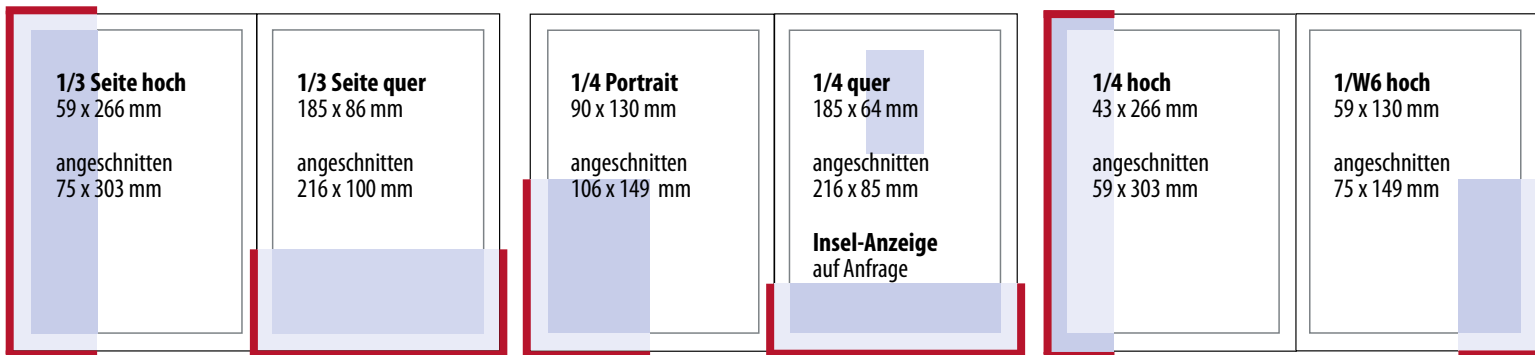 1/3 Seite hoch
59 x 266 mm
angeschnitten
75 x 303 mm
1/3 Seite quer
185 x 86 mm
angeschnitten
216 x 100 mm
1/4 Portrait
90 x 130 mm
angeschnitten
106 x 149 mm
1/4 quer
185 x 64 mm
angeschnitten
216 x 85 mm
Insel-Anzeige
auf Anfrage
1/4 hoch
43 x 266 mm
angeschnitten
59 x 303 mm
1/W6 hoch
59 x 130 mm
angeschnitten
75 x 149 mm